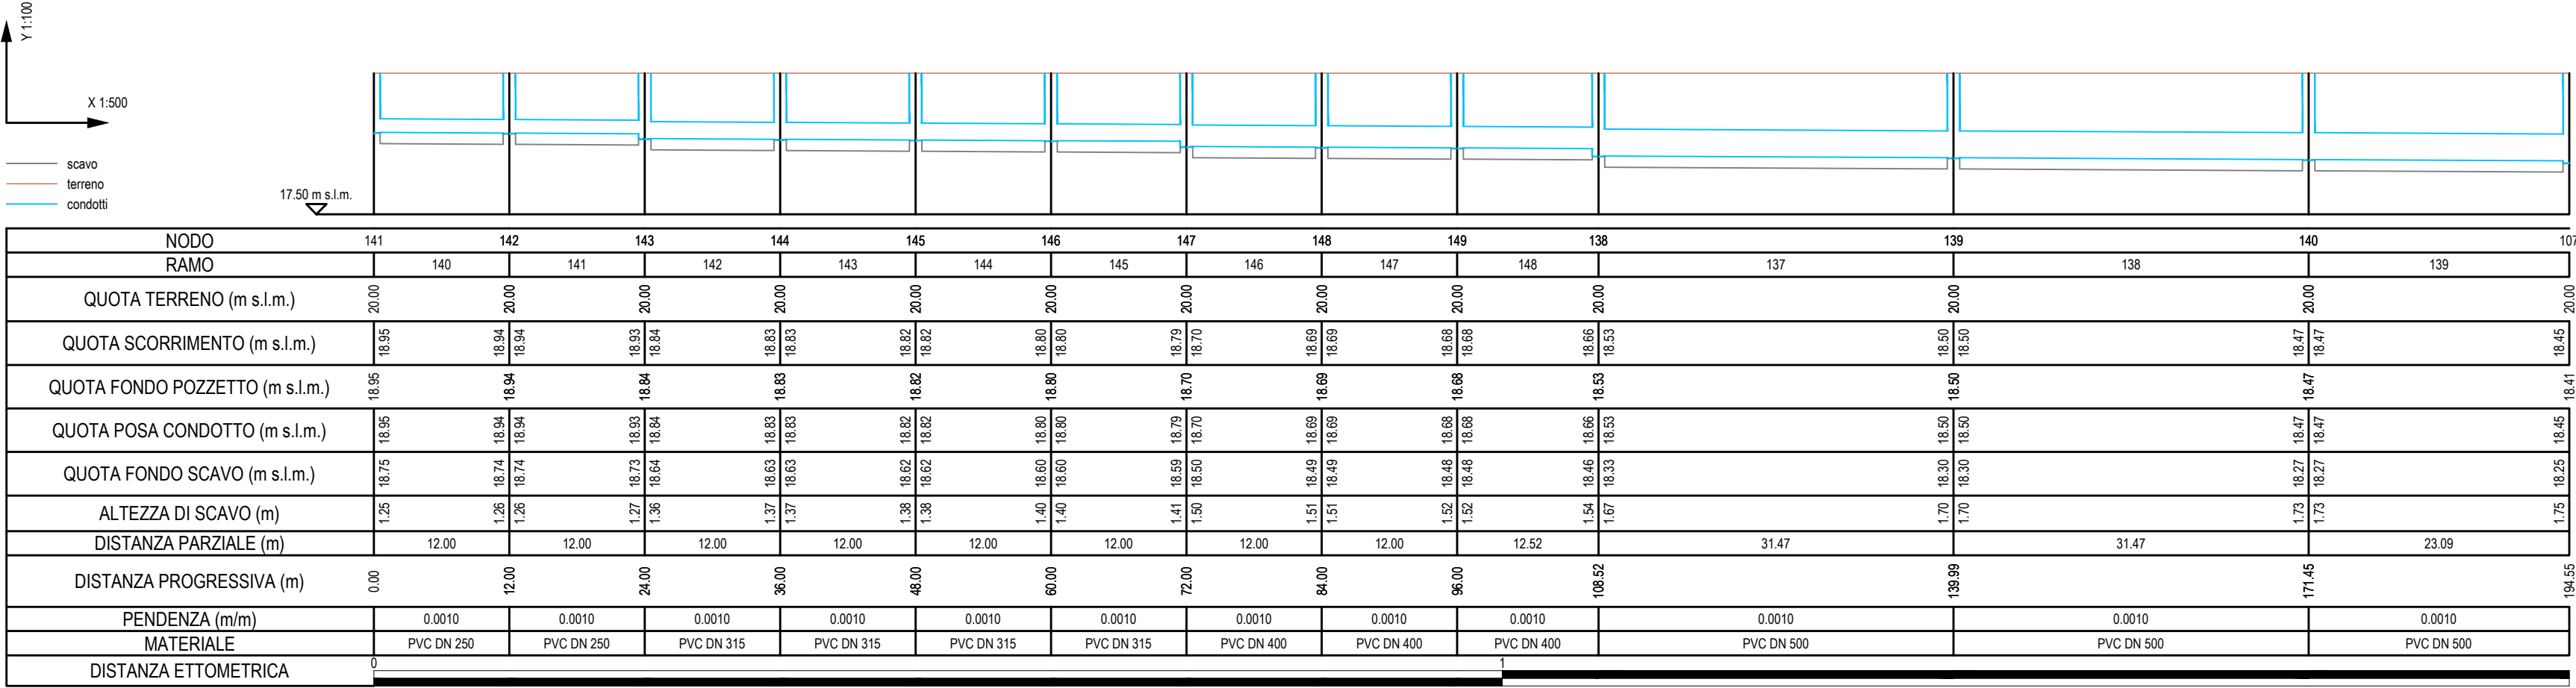 Y 1:100
X 1:500
scavo
terreno
condotti
17.50 m s.l.m.
NODO 141 142 143 144 145 146 147 148 149 138 139 140 107
RAMO 140 141 142 143 144 145 146 147 148 137 138 139
QUOTA TERRENO (m s.l.m.) 20.00 20.00 20.00 20.00 20.00 20.00 20.00 20.00 20.00 20.00 20.00 20.00 20.00
QUOTA SCORRIMENTO (m s.l.m.) 18.95 18.94 18.94 18.93 18.84 18.83 18.83 18.82 18.82 18.80 18.80 18.79 18.70 18.69 18.69 18.68 18.68 18.66 18.53 18.50 18.50 18.47 18.47 18.45
QUOTA FONDO POZZETTO (m s.l.m.) 18.95 18.94 18.84 18.83 18.82 18.80 18.70 18.69 18.68 18.53 18.50 18.47 18.41
QUOTA POSA CONDOTTO (m s.l.m.) 18.95 18.94 18.94 18.93 18.84 18.83 18.83 18.82 18.82 18.80 18.80 18.79 18.70 18.69 18.69 18.68 18.68 18.66 18.53 18.50 18.50 18.47 18.47 18.45
QUOTA FONDO SCAVO (m s.l.m.) 18.75 18.74 18.74 18.73 18.64 18.63 18.63 18.62 18.62 18.60 18.60 18.59 18.50 18.49 18.49 18.48 18.48 18.46 18.33 18.30 18.30 18.27 18.27 18.25
ALTEZZA DI SCAVO (m) 1.25 1.26 1.26 1.27 1.36 1.37 1.37 1.38 1.38 1.40 1.40 1.41 1.50 1.51 1.51 1.52 1.52 1.54 1.67 1.70 1.70 1.73 1.73 1.75
DISTANZA PARZIALE (m) 12.00 12.00 12.00 12.00 12.00 12.00 12.00 12.00 12.52 31.47 31.47 23.09
DISTANZA PROGRESSIVA (m) 0.00 12.00 24.00 36.00 48.00 60.00 72.00 84.00 96.00 108.52 139.99 171.45 194.55
PENDENZA (m/m) 0.0010 0.0010 0.0010 0.0010 0.0010 0.0010 0.0010 0.0010 0.0010 0.0010 0.0010 0.0010
MATERIALE PVC DN 250 PVC DN 250 PVC DN 315 PVC DN 315 PVC DN 315 PVC DN 315 PVC DN 400 PVC DN 400 PVC DN 400 PVC DN 500 PVC DN 500 PVC DN 500
DISTANZA ETTOMETRICA 0 1